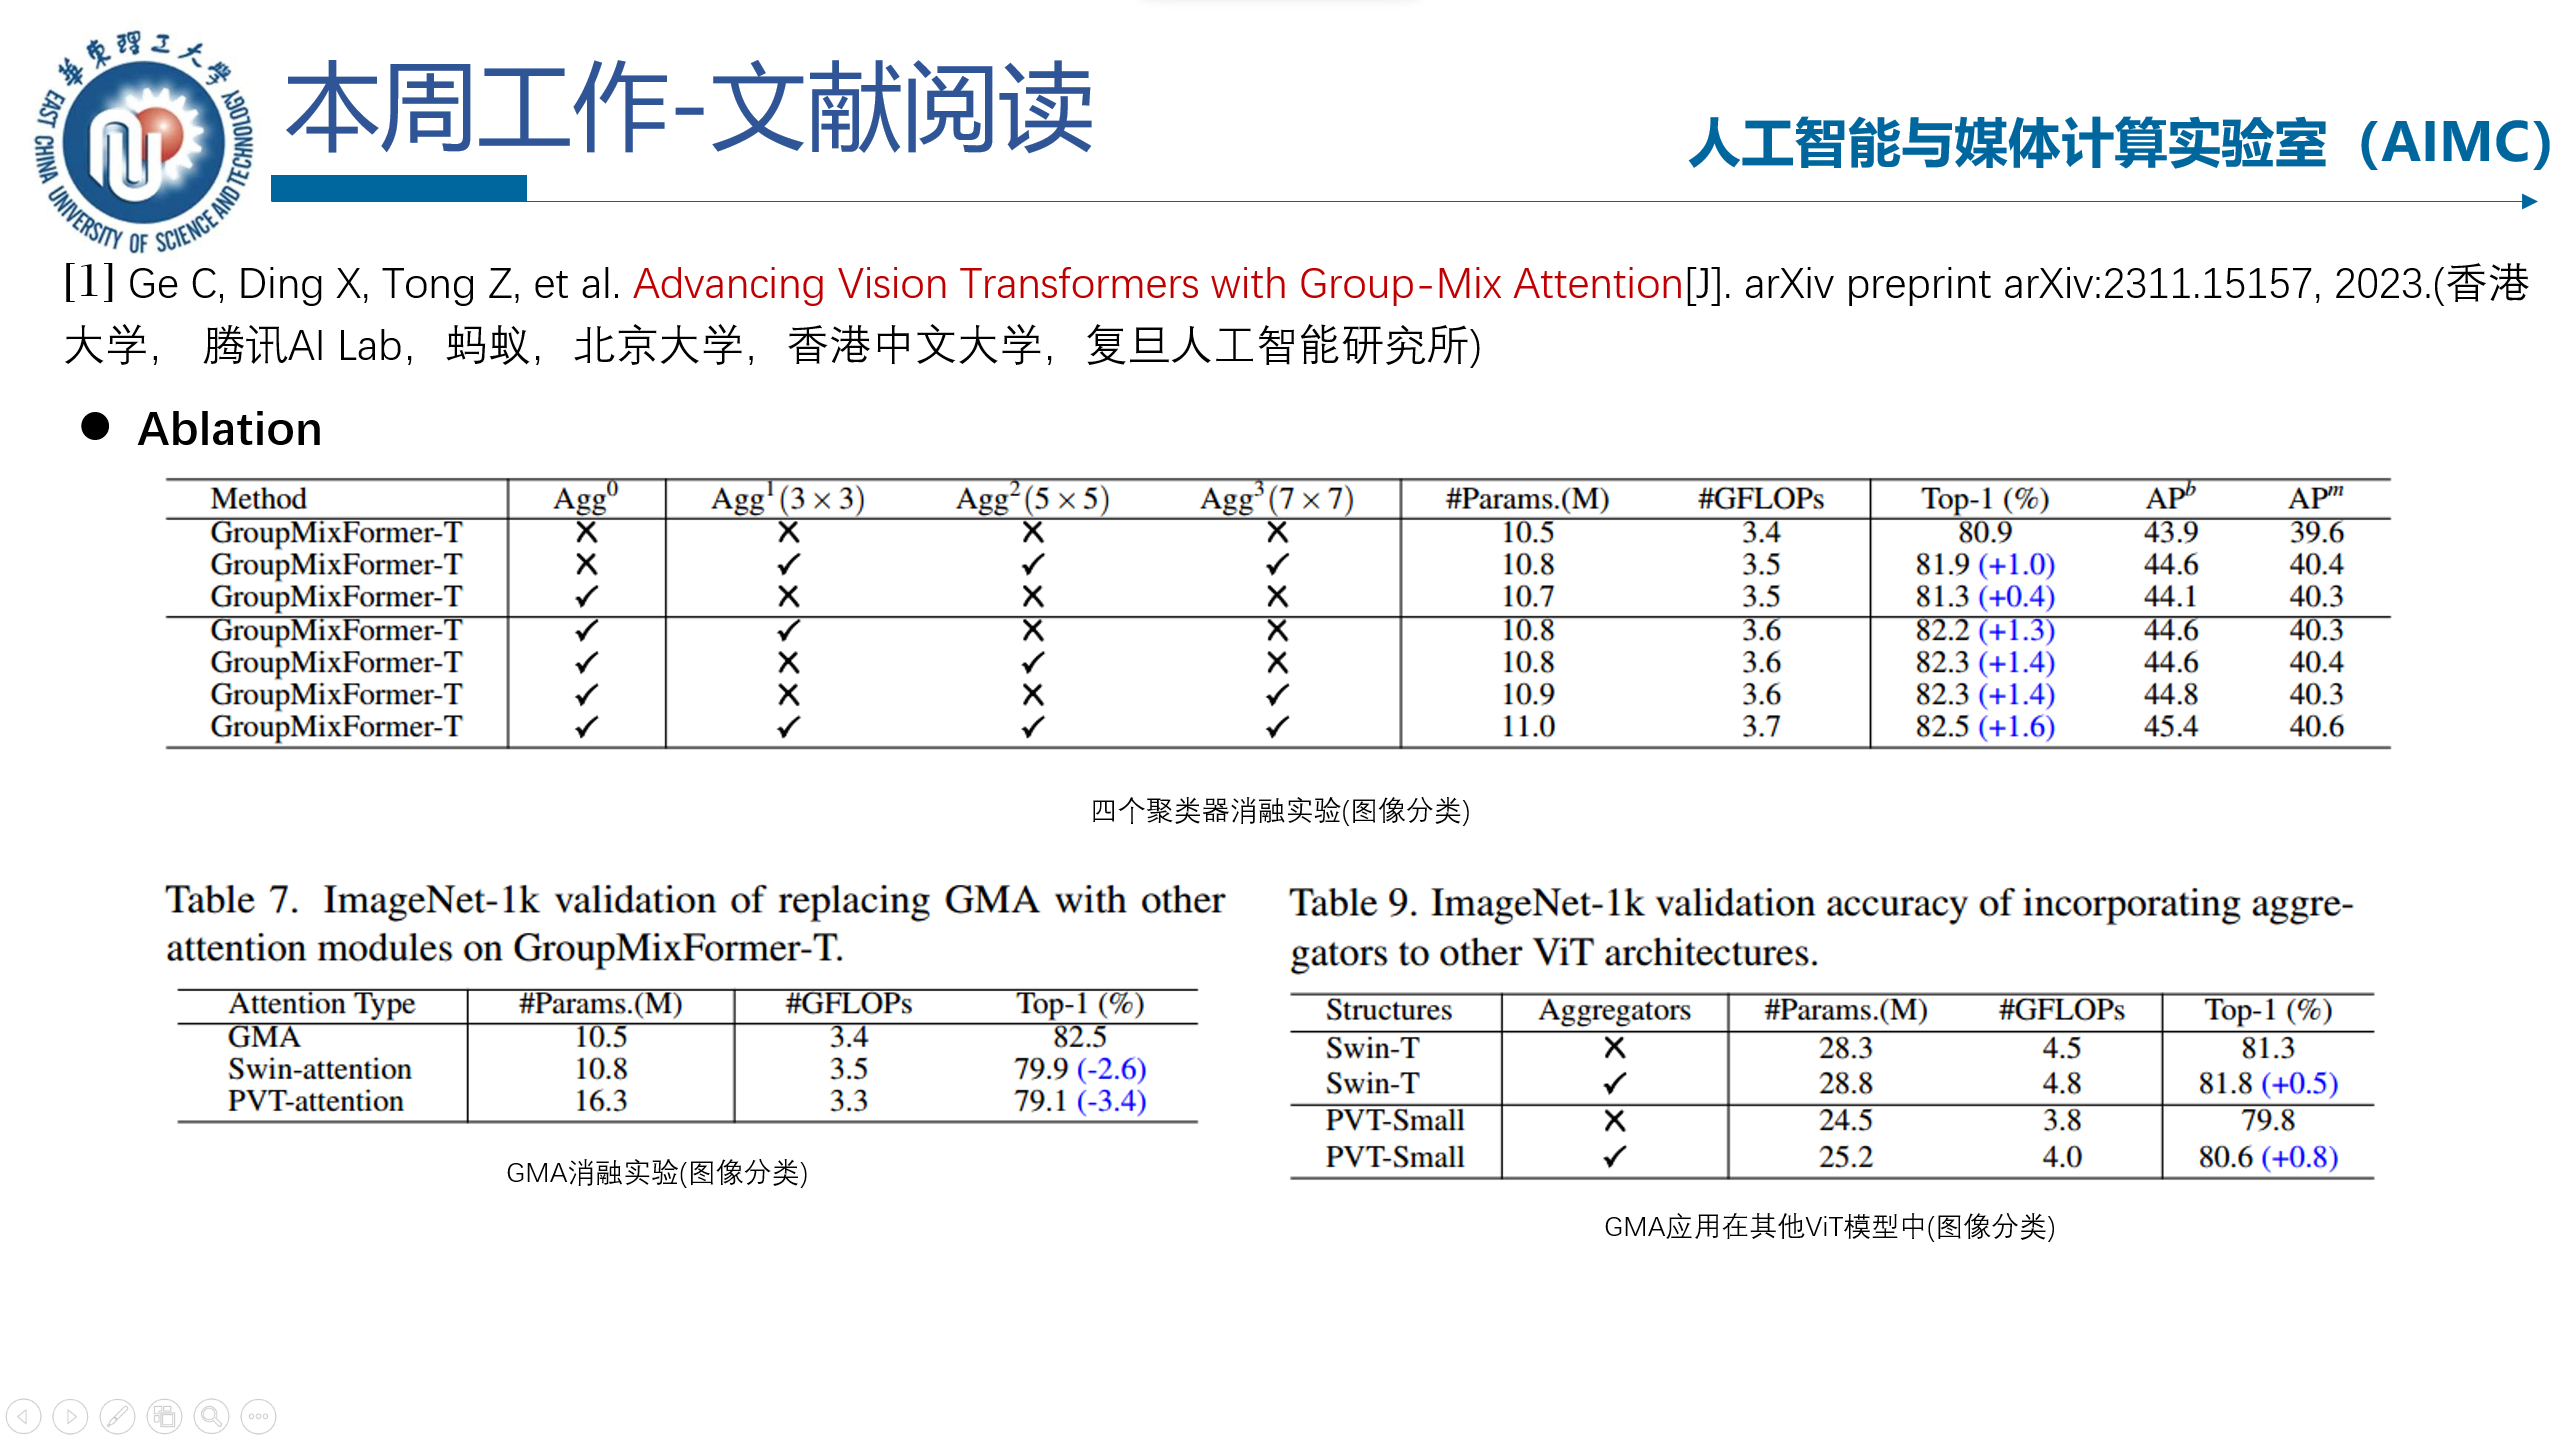 華東理工大學
EAST CHINA UNIVERSITY OF SCIENCE AND TECHNOLOGY
本周工作-文献阅读
人工智能与媒体计算实验室（AIMC）
[1] Ge C, Ding X, Tong Z, et al. Advancing Vision Transformers with Group-Mix Attention[J]. arXiv preprint arXiv:2311.15157, 2023.(香港
大学， 腾讯AI Lab，蚂蚁，北京大学，香港中文大学，复旦人工智能研究所)
● Ablation
Method Agg⁰ Agg¹(3 × 3) Agg²(5 × 5) Agg³(7 × 7) #Params.(M) #GFLOPs Top-1 (%) APᵇ APᵐ
GroupMixFormer-T ✕ ✕ ✕ ✕ 10.5 3.4 80.9 43.9 39.6
GroupMixFormer-T ✕ ✓ ✓ ✓ 10.8 3.5 81.9 (+1.0) 44.6 40.4
GroupMixFormer-T ✓ ✕ ✕ ✕ 10.7 3.5 81.3 (+0.4) 44.1 40.3
GroupMixFormer-T ✓ ✓ ✕ ✕ 10.8 3.6 82.2 (+1.3) 44.6 40.3
GroupMixFormer-T ✓ ✕ ✓ ✕ 10.8 3.6 82.3 (+1.4) 44.6 40.4
GroupMixFormer-T ✓ ✕ ✕ ✓ 10.9 3.6 82.3 (+1.4) 44.8 40.3
GroupMixFormer-T ✓ ✓ ✓ ✓ 11.0 3.7 82.5 (+1.6) 45.4 40.6
四个聚类器消融实验(图像分类)
Table 7. ImageNet-1k validation of replacing GMA with other
attention modules on GroupMixFormer-T.
Attention Type #Params.(M) #GFLOPs Top-1 (%)
GMA 10.5 3.4 82.5
Swin-attention 10.8 3.5 79.9 (-2.6)
PVT-attention 16.3 3.3 79.1 (-3.4)
GMA消融实验(图像分类)
Table 9. ImageNet-1k validation accuracy of incorporating aggre-
gators to other ViT architectures.
Structures Aggregators #Params.(M) #GFLOPs Top-1 (%)
Swin-T ✕ 28.3 4.5 81.3
Swin-T ✓ 28.8 4.8 81.8 (+0.5)
PVT-Small ✕ 24.5 3.8 79.8
PVT-Small ✓ 25.2 4.0 80.6 (+0.8)
GMA应用在其他ViT模型中(图像分类)